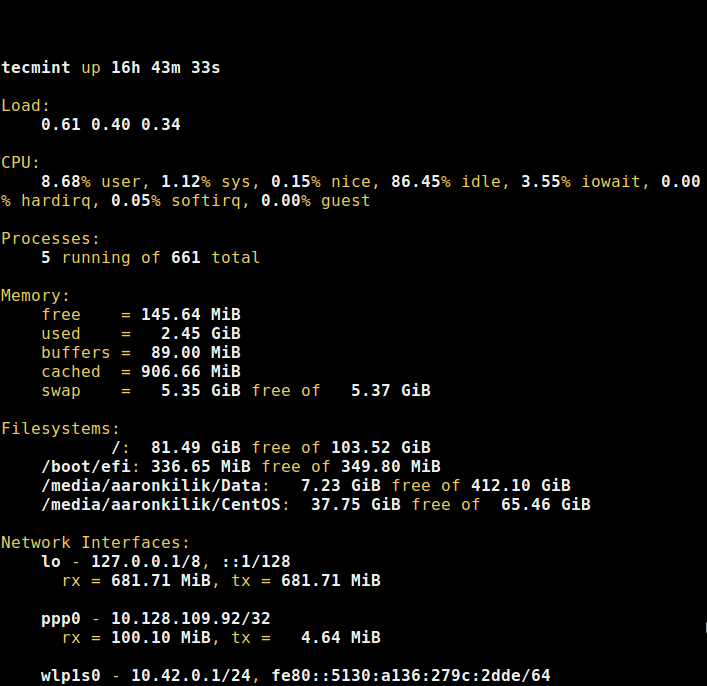 tecmint up 16h 43m 33s
Load:
0.61 0.40 0.34
CPU:
8.68% user, 1.12% sys, 0.15% nice, 86.45% idle, 3.55% iowait, 0.00
% hardirq, 0.05% softirq, 0.00% guest
Processes:
5 running of 661 total
Memory:
free    = 145.64 MiB
used    =   2.45 GiB
buffers =  89.00 MiB
cached  = 906.66 MiB
swap    =   5.35 GiB free of   5.37 GiB
Filesystems:
/:  81.49 GiB free of 103.52 GiB
/boot/efi: 336.65 MiB free of 349.80 MiB
/media/aaronkilik/Data:   7.23 GiB free of 412.10 GiB
/media/aaronkilik/CentOS:  37.75 GiB free of  65.46 GiB
Network Interfaces:
lo - 127.0.0.1/8, ::1/128
rx = 681.71 MiB, tx = 681.71 MiB
ppp0 - 10.128.109.92/32
rx = 100.10 MiB, tx =   4.64 MiB
wlp1s0 - 10.42.0.1/24, fe80::5130:a136:279c:2dde/64